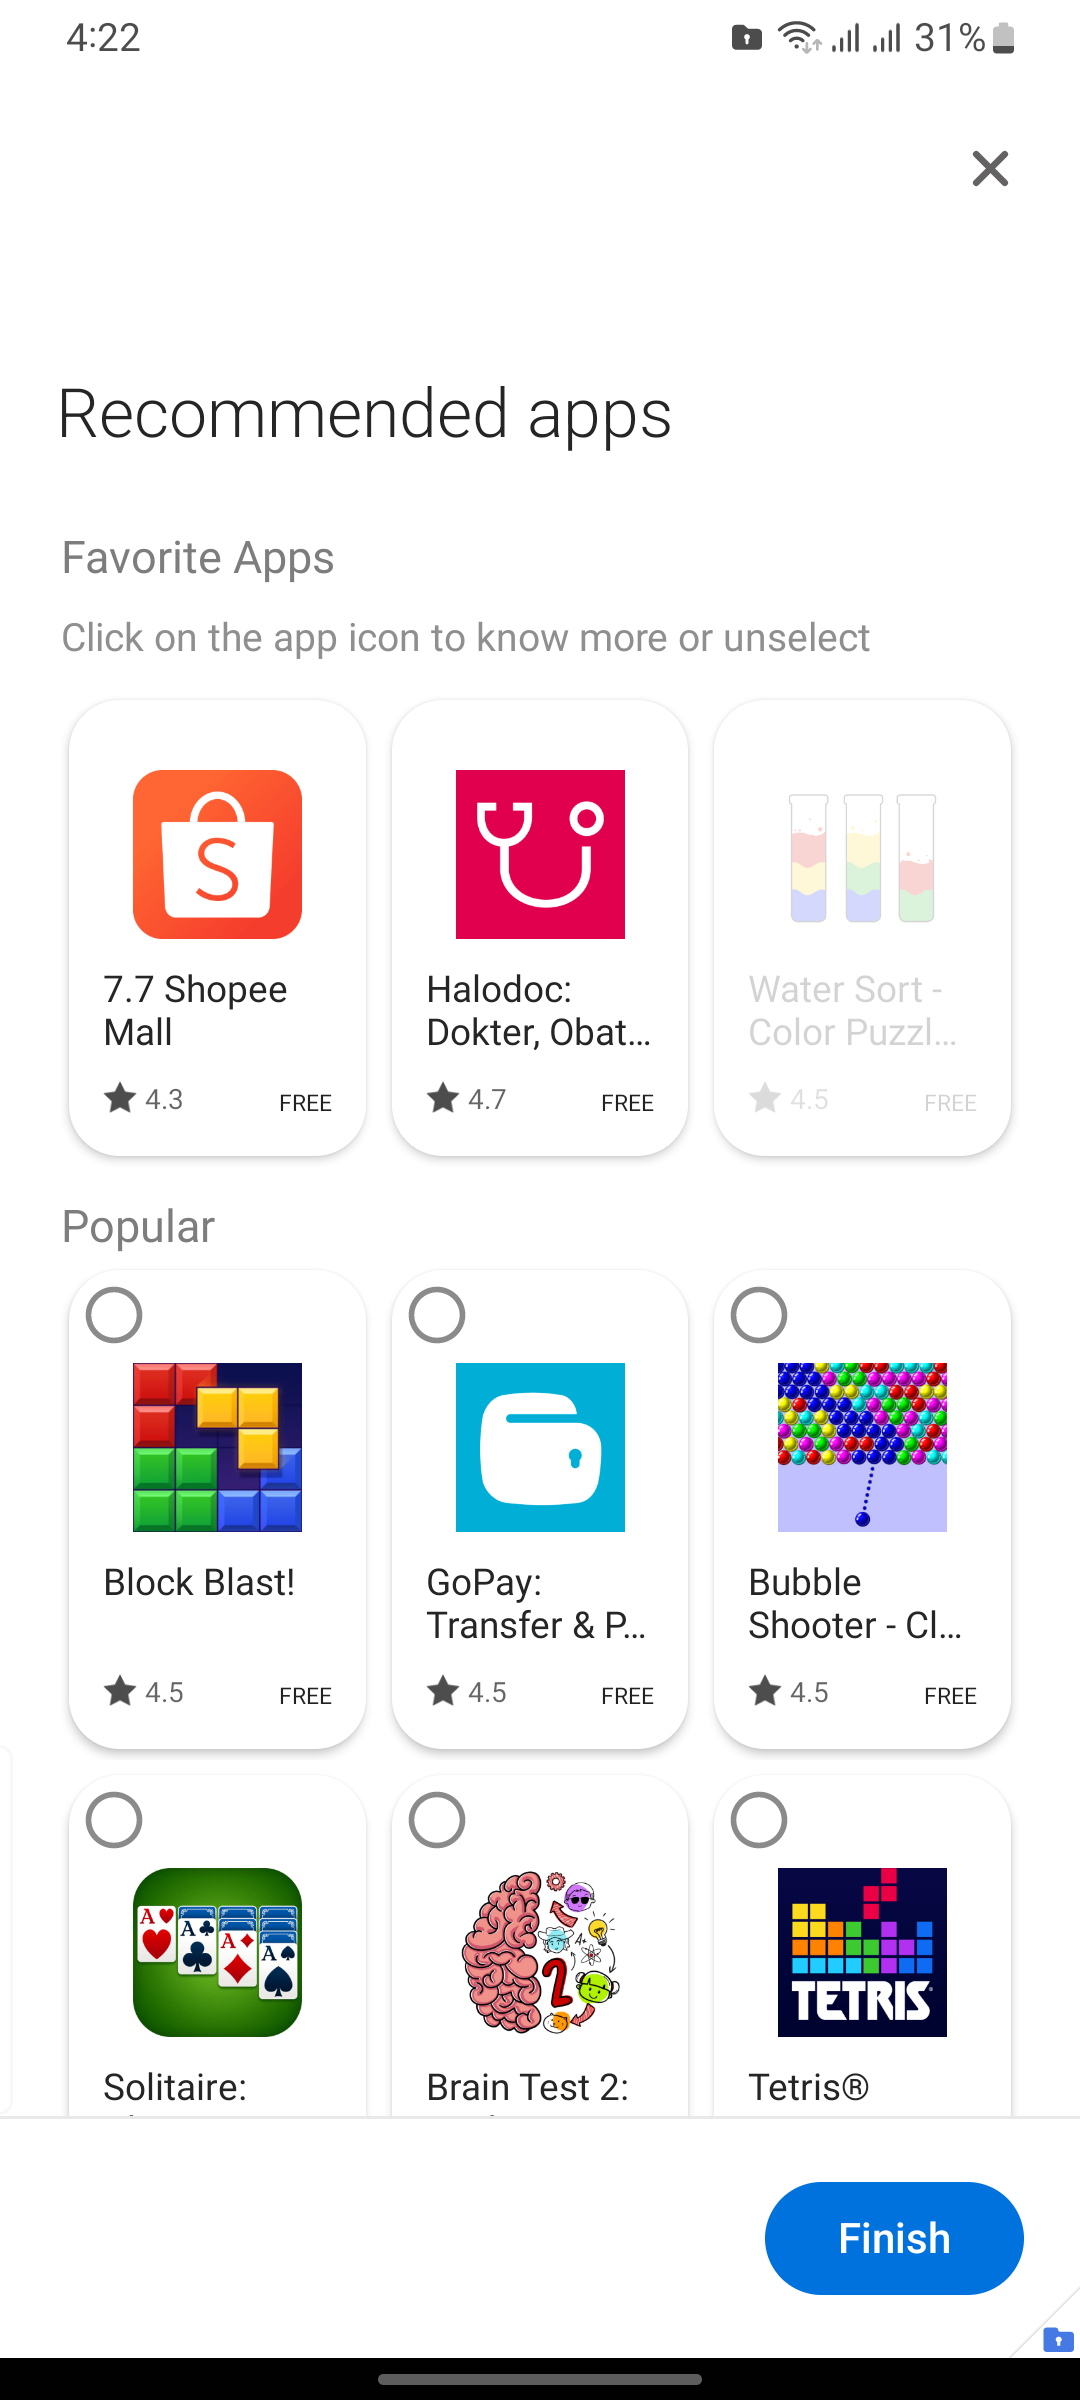 4:22
31%
Recommended apps
Favorite Apps
Click on the app icon to know more or unselect
S
7.7 Shopee
Mall
4.3 FREE
Halodoc:
Dokter, Obat...
4.7 FREE
Water Sort -
Color Puzzl...
4.5 FREE
Popular
Block Blast!
4.5 FREE
GoPay:
Transfer & P...
4.5 FREE
Bubble
Shooter - Cl...
4.5 FREE
A A A A
Solitaire:
2
Brain Test 2:
TETRIS
Tetris®
Finish